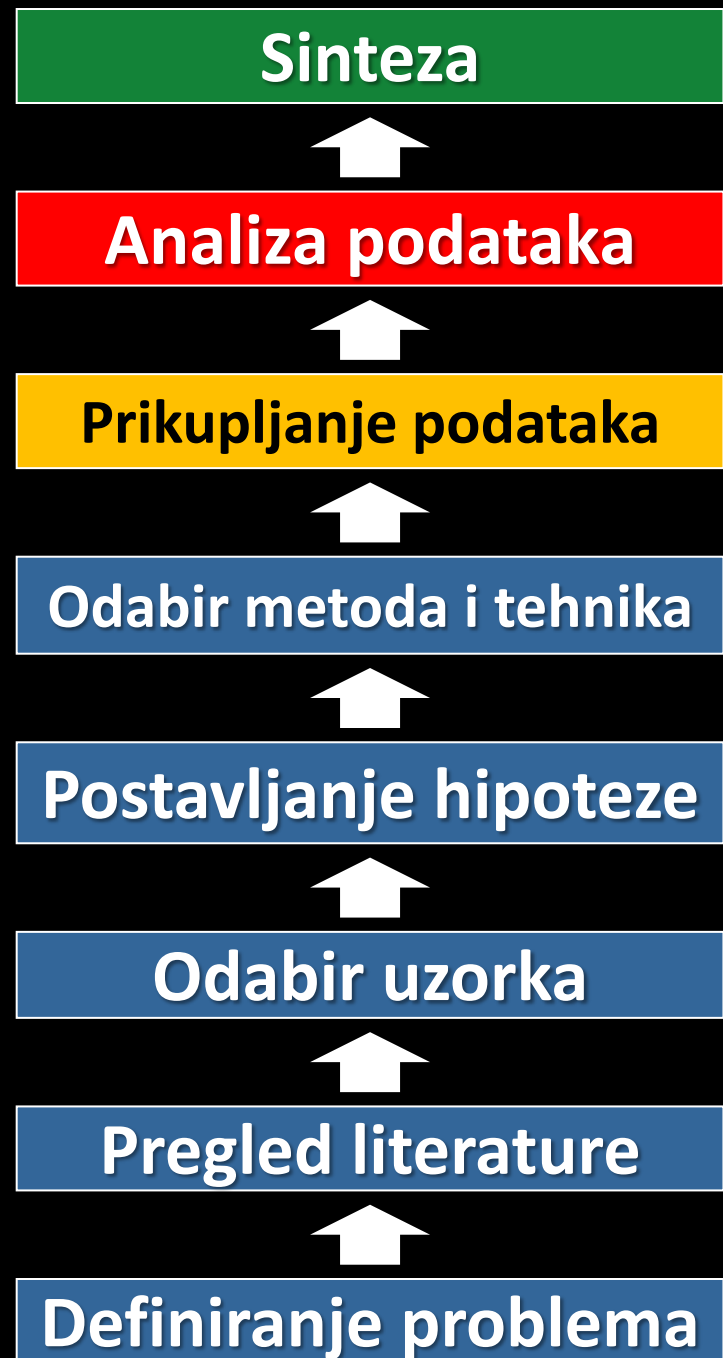 Sinteza
Analiza podataka
Prikupljanje podataka
Odabir metoda i tehnika
Postavljanje hipoteze
Odabir uzorka
Pregled literature
Definiranje problema